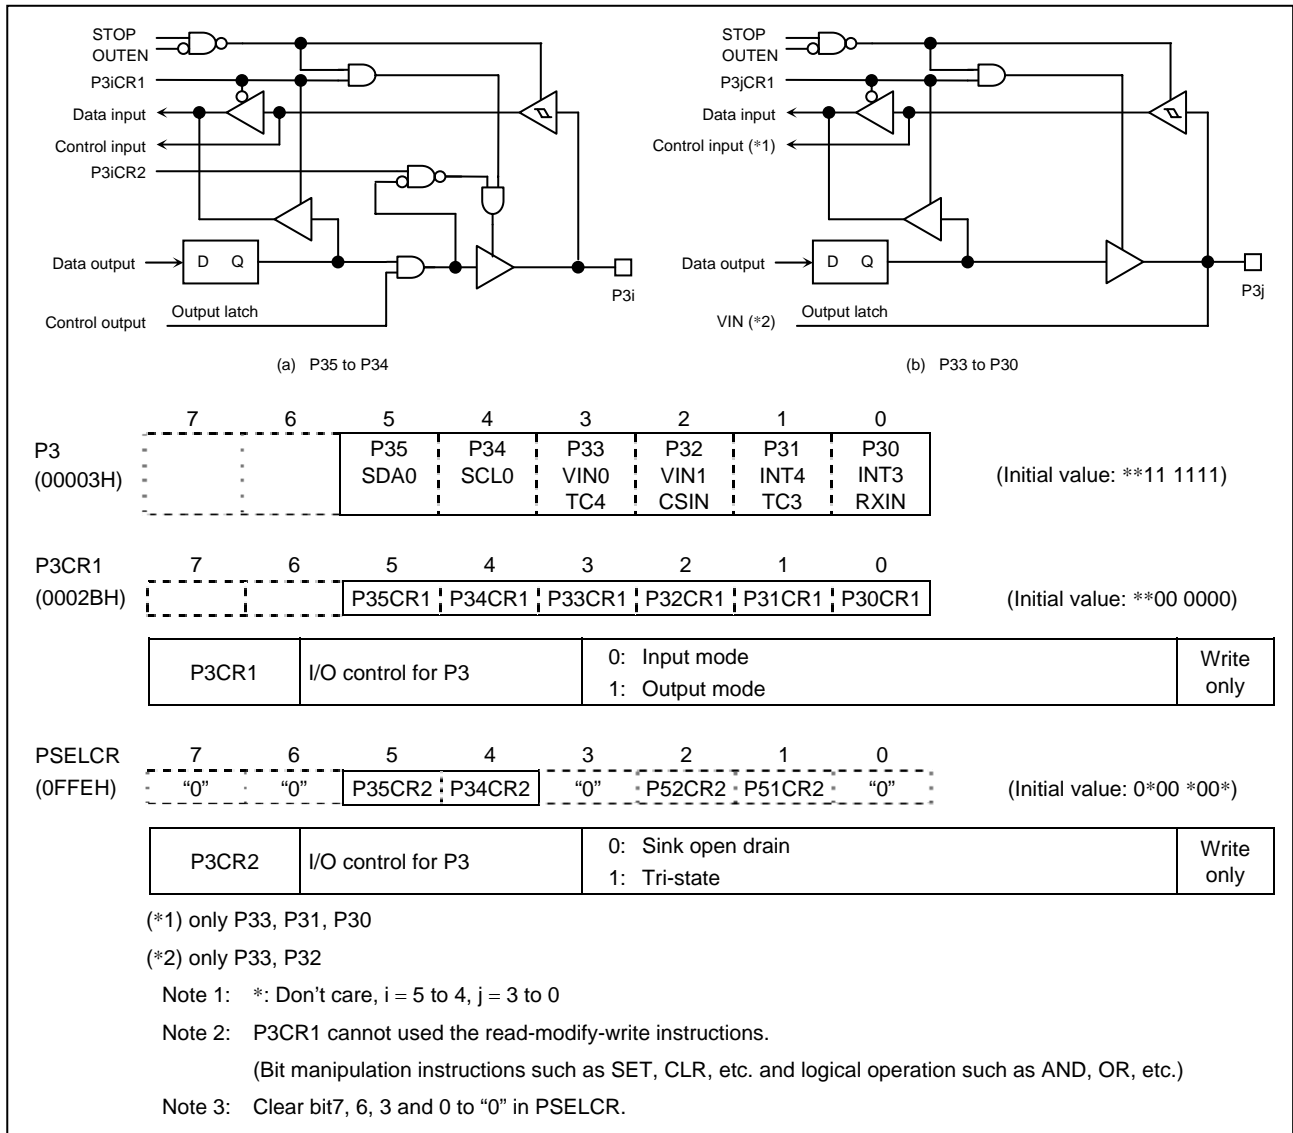 STOP
OUTEN
P3iCR1
Data input
Control input
P3iCR2
Data output
D Q
P3i
Control output
Output latch
(a) P35 to P34
STOP
OUTEN
P3jCR1
Data input
Control input (*1)
Data output
D Q
P3j
VIN (*2)
Output latch
(b) P33 to P30
7 6 5 4 3 2 1 0
P3 (00003H)
P35 P34 P33 P32 P31 P30
SDA0 SCL0 VIN0 VIN1 INT4 INT3
TC4 CSIN TC3 RXIN
(Initial value: **11 1111)
P3CR1 7 6 5 4 3 2 1 0
(0002BH) P35CR1 P34CR1 P33CR1 P32CR1 P31CR1 P30CR1 (Initial value: **00 0000)
P3CR1 I/O control for P3
0: Input mode
1: Output mode
Write only
PSELCR 7 6 5 4 3 2 1 0
(0FFEH) “0” “0” P35CR2 P34CR2 “0” P52CR2 P51CR2 “0” (Initial value: 0*00 *00*)
P3CR2 I/O control for P3
0: Sink open drain
1: Tri-state
Write only
(*1) only P33, P31, P30
(*2) only P33, P32
Note 1: *: Don’t care, i = 5 to 4, j = 3 to 0
Note 2: P3CR1 cannot used the read-modify-write instructions.
(Bit manipulation instructions such as SET, CLR, etc. and logical operation such as AND, OR, etc.)
Note 3: Clear bit7, 6, 3 and 0 to “0” in PSELCR.